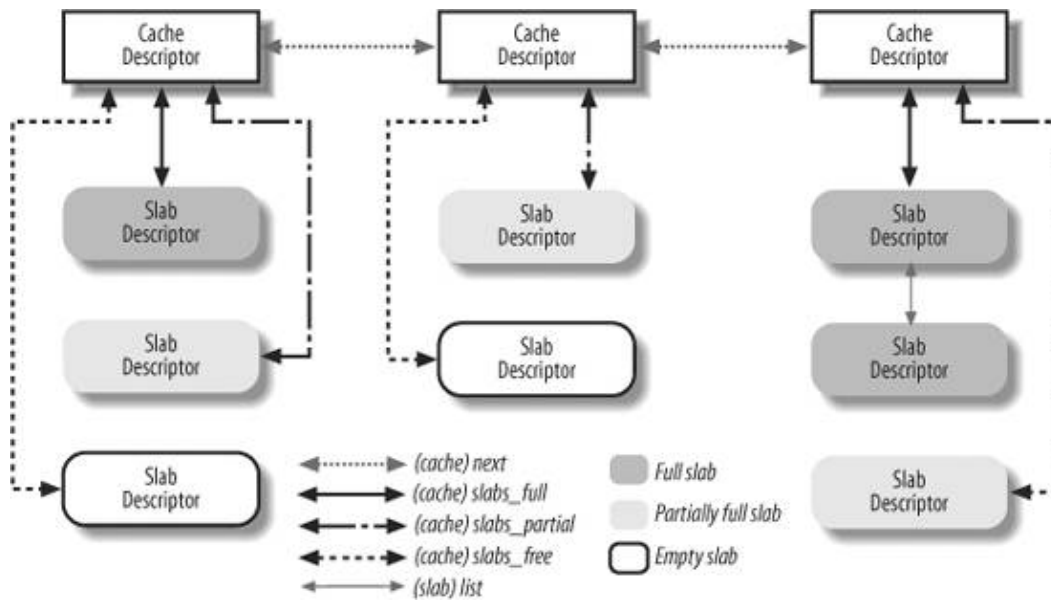 Cache
Descriptor
Cache
Descriptor
Cache
Descriptor
Slab
Descriptor
Slab
Descriptor
Slab
Descriptor
Slab
Descriptor
Slab
Descriptor
Slab
Descriptor
Slab
Descriptor
Slab
Descriptor
(cache) next
(cache) slabs_full
(cache) slabs_partial
(cache) slabs_free
(slab) list
Full slab
Partially full slab
Empty slab